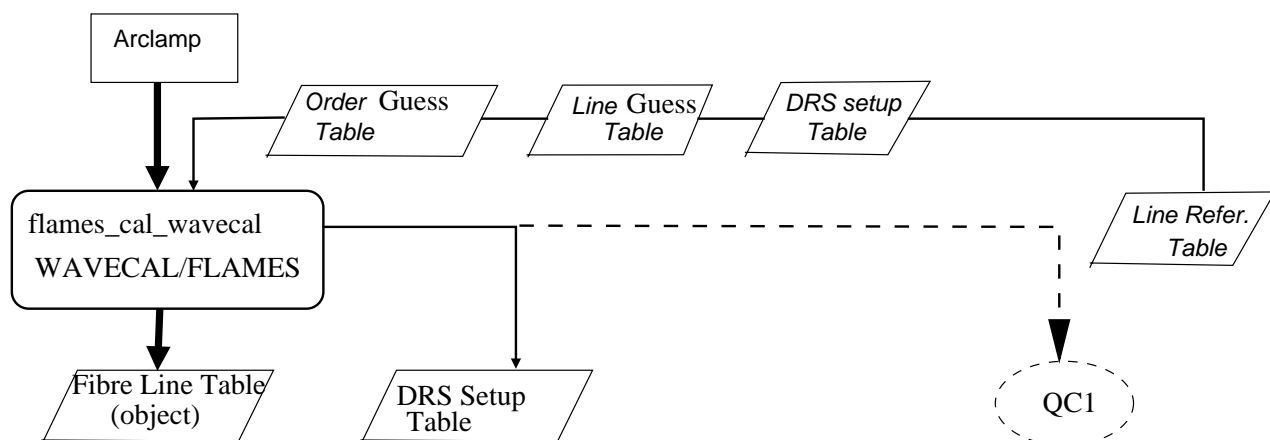 Arclamp
Order Guess
Table
Line Guess
Table
DRS setup
Table
Line Refer.
Table
flames_cal_wavecal
WAVECAL/FLAMES
Fibre Line Table
(object)
DRS Setup
Table
QC1